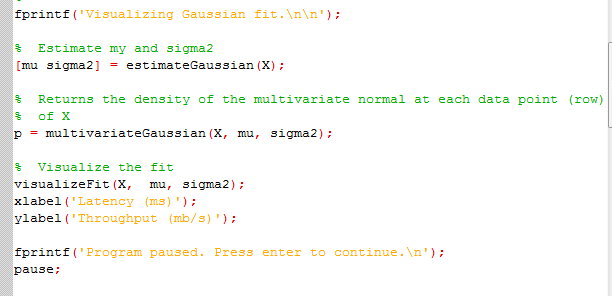 fprintf('Visualizing Gaussian fit.\n\n');
%  Estimate my and sigma2
[mu sigma2] = estimateGaussian(X);
%  Returns the density of the multivariate normal at each data point (row)
%  of X
p = multivariateGaussian(X, mu, sigma2);
%  Visualize the fit
visualizeFit(X,  mu, sigma2);
xlabel('Latency (ms)');
ylabel('Throughput (mb/s)');
fprintf('Program paused. Press enter to continue.\n');
pause;